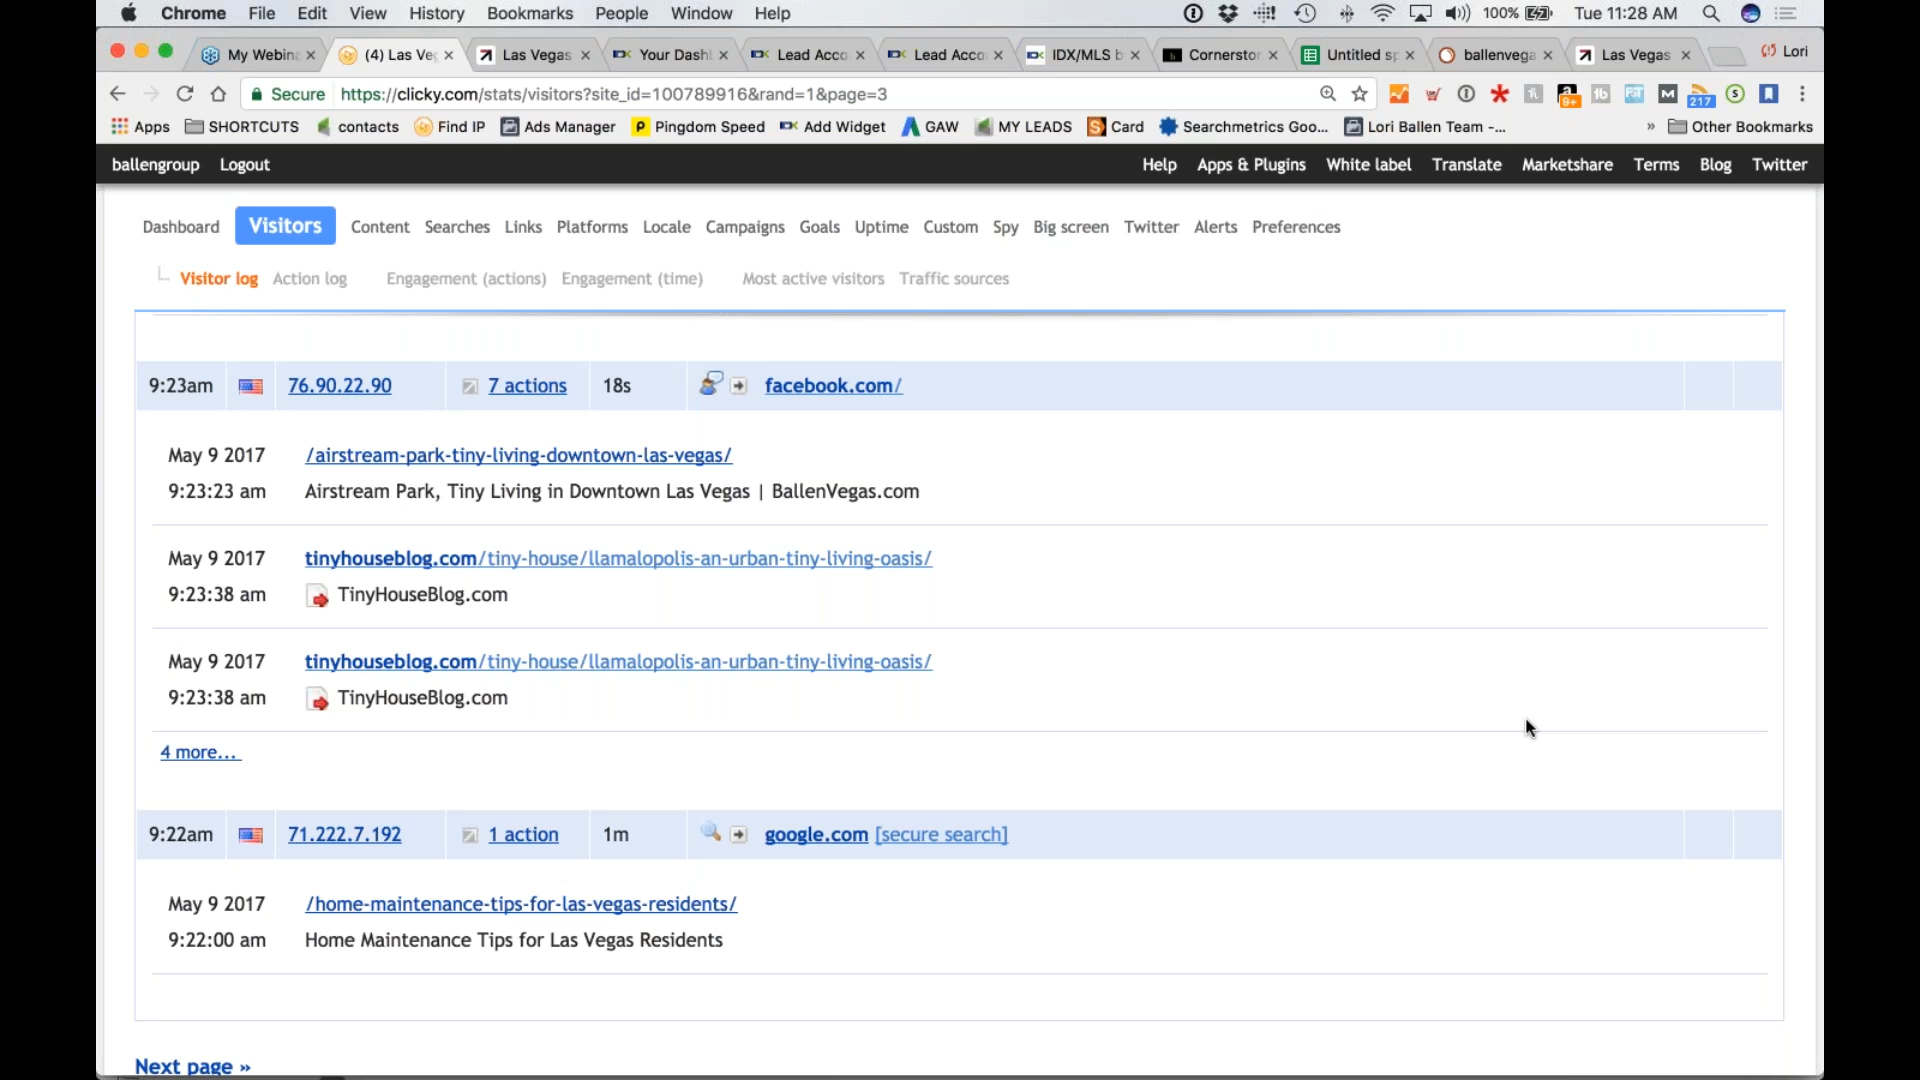 Chrome File Edit View History Bookmarks People Window Help 100% Tue 11:28 AM
My Webina (4) Las Veg Las Vegas Your Dash Lead Acco Lead Acco IDX/MLS b Cornerstor Untitled sp ballenvega Las Vegas Lori
Secure https://clicky.com/stats/visitors?site_id=100789916&rand=1&page=3 9+ 217
Apps SHORTCUTS contacts Find IP Ads Manager Pingdom Speed Add Widget GAW MY LEADS Card Searchmetrics Goo... Lori Ballen Team -... » Other Bookmarks
ballengroup Logout Help Apps & Plugins White label Translate Marketshare Terms Blog Twitter
Dashboard Visitors Content Searches Links Platforms Locale Campaigns Goals Uptime Custom Spy Big screen Twitter Alerts Preferences
Visitor log Action log Engagement (actions) Engagement (time) Most active visitors Traffic sources
9:23am 76.90.22.90 7 actions 18s facebook.com/
May 9 2017 /airstream-park-tiny-living-downtown-las-vegas/
9:23:23 am Airstream Park, Tiny Living in Downtown Las Vegas | BallenVegas.com
May 9 2017 tinyhouseblog.com/tiny-house/llamalopolis-an-urban-tiny-living-oasis/
9:23:38 am TinyHouseBlog.com
May 9 2017 tinyhouseblog.com/tiny-house/llamalopolis-an-urban-tiny-living-oasis/
9:23:38 am TinyHouseBlog.com
4 more...
9:22am 71.222.7.192 1 action 1m google.com [secure search]
May 9 2017 /home-maintenance-tips-for-las-vegas-residents/
9:22:00 am Home Maintenance Tips for Las Vegas Residents
Next page »